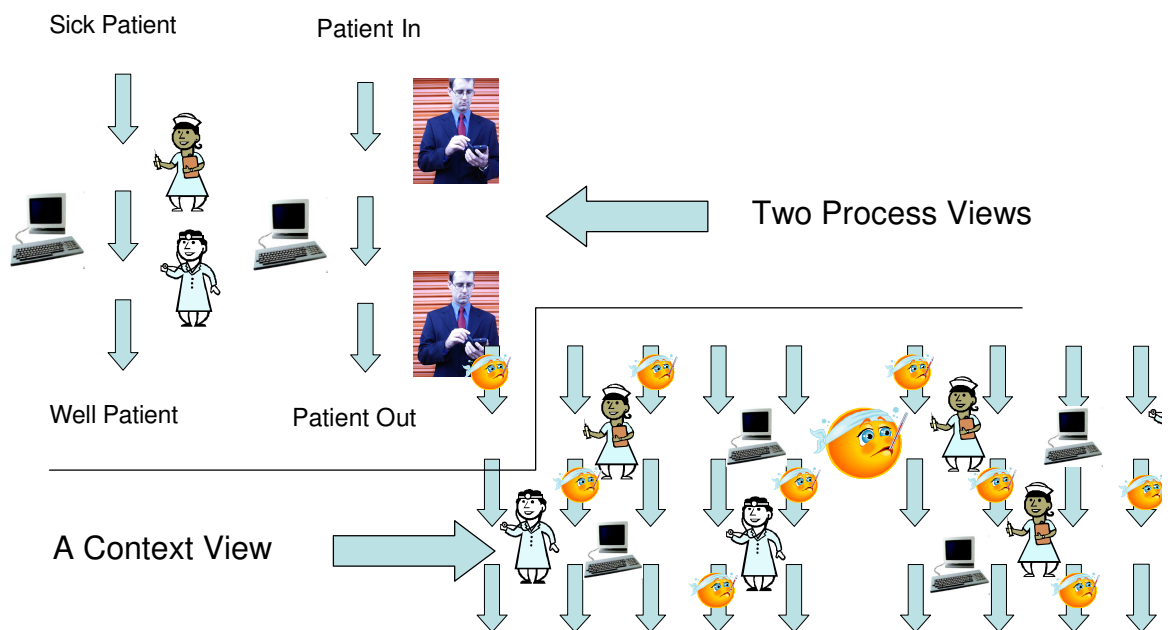 Sick Patient
Patient In
Two Process Views
Well Patient
Patient Out
A Context View